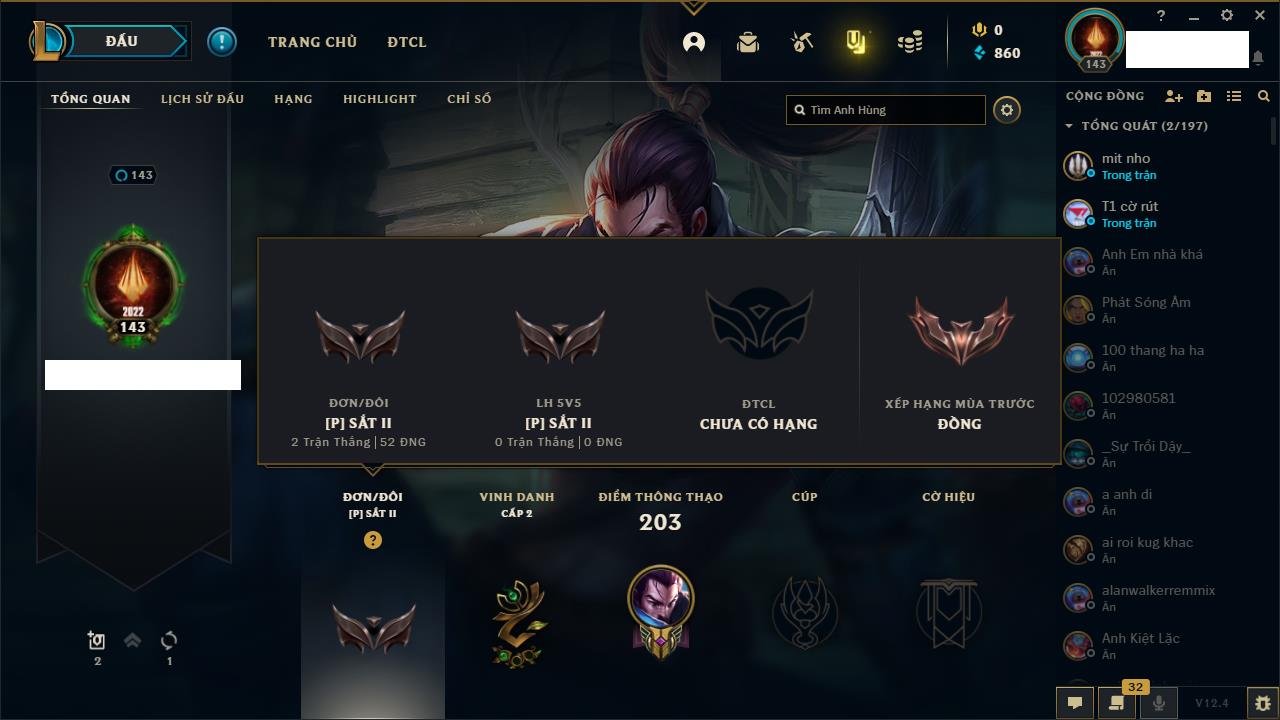 ĐẤU
TRANG CHỦ
ĐTCL
0
860
?
143
TỔNG QUAN
LỊCH SỬ ĐẤU
HẠNG
HIGHLIGHT
CHỈ SỐ
Tìm Anh Hùng
143
2022
143
ĐƠN/ĐÔI
[P] SẮT II
2 Trận Thắng | 52 ĐNG
LH 5V5
[P] SẮT II
0 Trận Thắng | 0 ĐNG
ĐTCL
CHƯA CÓ HẠNG
XẾP HẠNG MÙA TRƯỚC
ĐỒNG
ĐƠN/ĐÔI
[P] SẮT II
?
VINH DANH
CẤP 2
ĐIỂM THÔNG THẠO
203
CÚP
CỜ HIỆU
2
1
CỘNG ĐỒNG
TỔNG QUÁT (2/197)
mit nho
Trong trận
T1 cờ rút
Trong trận
Anh Em nhà khá
Ẩn
Phát Sóng Âm
Ẩn
100 thang ha ha
Ẩn
102980581
Ẩn
_Sự Trổi Dậy_
Ẩn
a anh di
Ẩn
ai roi kug khac
Ẩn
alanwalkerremmix
Ẩn
Anh Kiệt Lặc
Ẩn
32
V12.4